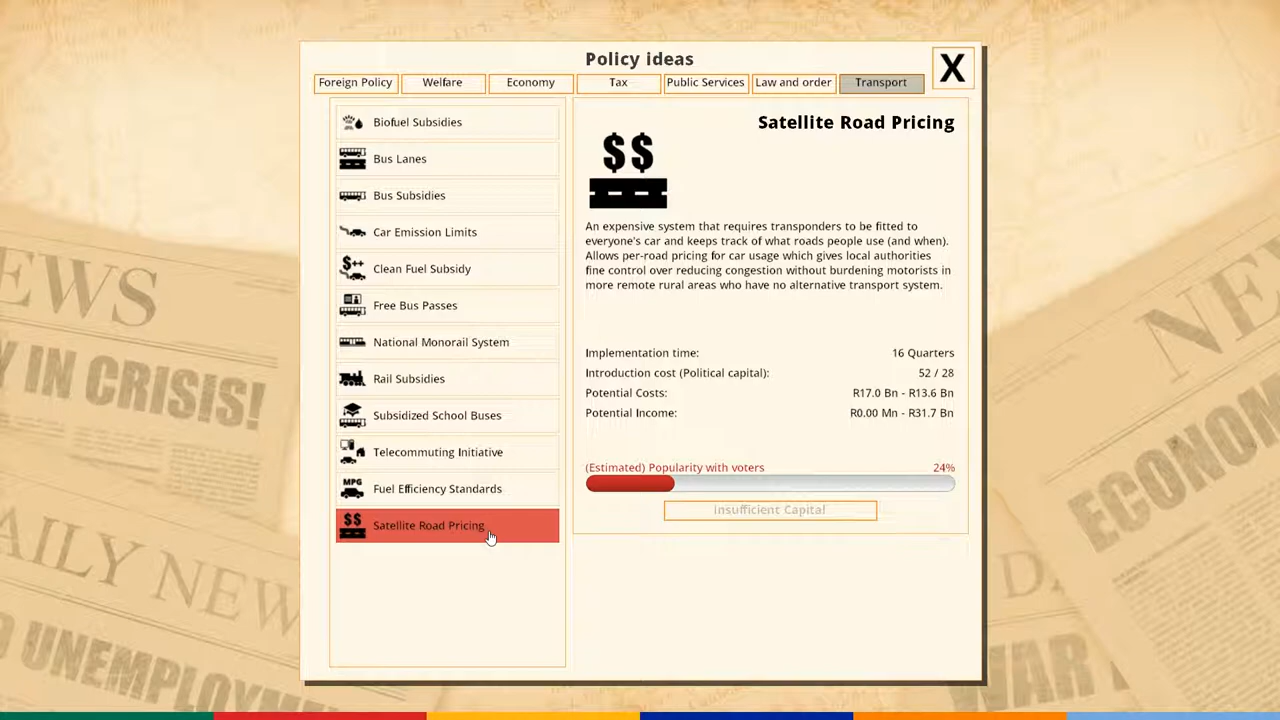 Policy ideas
X
Foreign Policy
Welfare
Economy
Tax
Public Services
Law and order
Transport
Biofuel Subsidies
Bus Lanes
Bus Subsidies
Car Emission Limits
$++
Clean Fuel Subsidy
Free Bus Passes
National Monorail System
Rail Subsidies
Subsidized School Buses
Telecommuting Initiative
MPG
Fuel Efficiency Standards
$$
Satellite Road Pricing
Satellite Road Pricing
$$
An expensive system that requires transponders to be fitted to
everyone's car and keeps track of what roads people use (and when).
Allows per-road pricing for car usage which gives local authorities
fine control over reducing congestion without burdening motorists in
more remote rural areas who have no alternative transport system.
Implementation time: 16 Quarters
Introduction cost (Political capital): 52 / 28
Potential Costs: R17.0 Bn - R13.6 Bn
Potential Income: R0.00 Mn - R31.7 Bn
(Estimated) Popularity with voters 24%
Insufficient Capital
EWS
Y IN CRISIS!
AILY NEW
UNEMPLOYM
NE
ECONOM
DA
WAR